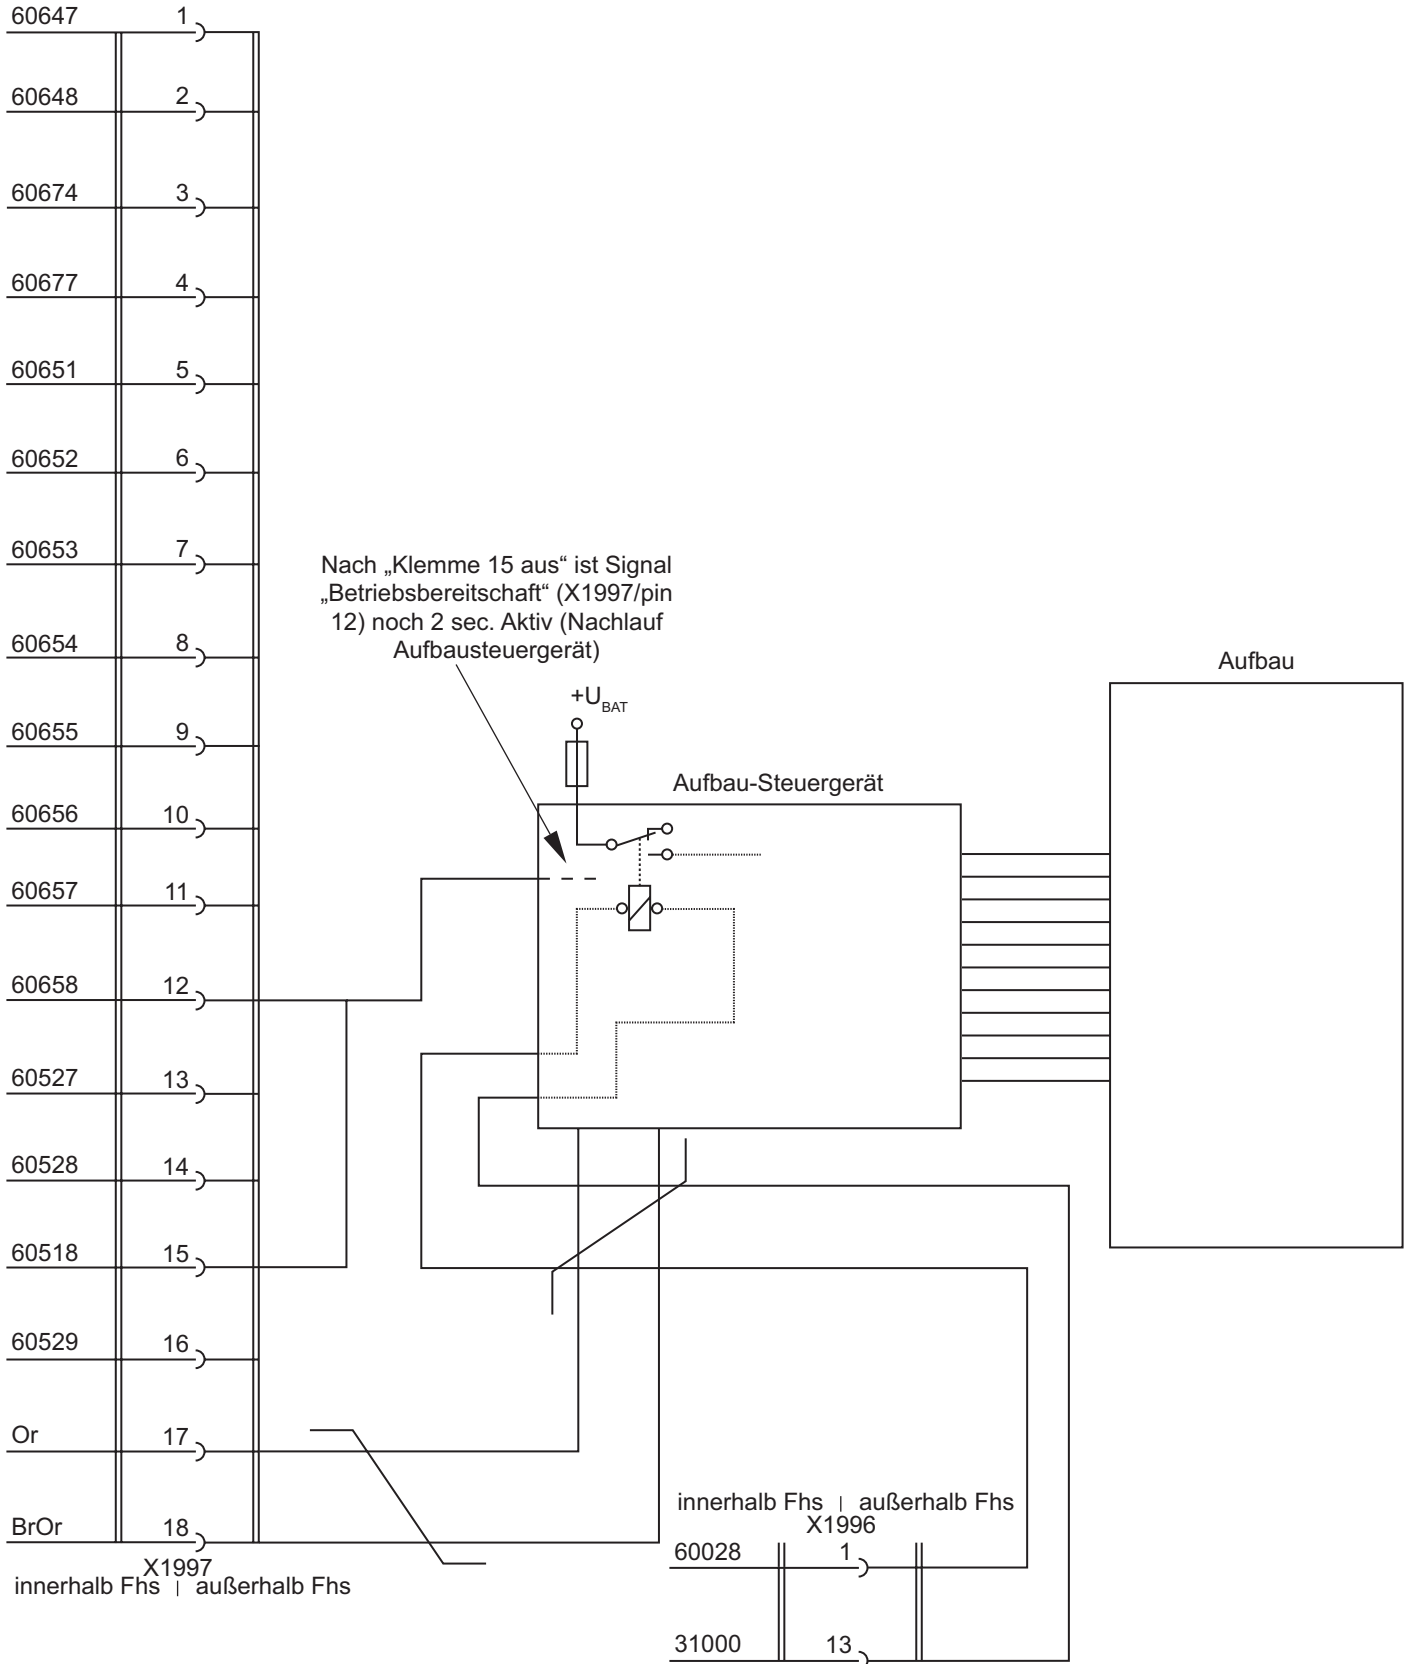 60647 1
60648 2
60674 3
60677 4
60651 5
60652 6
60653 7
Nach „Klemme 15 aus“ ist Signal
„Betriebsbereitschaft“ (X1997/pin
12) noch 2 sec. Aktiv (Nachlauf
Aufbausteuergerät)
60654 8
Aufbau
+U BAT
60655 9
Aufbau-Steuergerät
60656 10
60657 11
60658 12
60527 13
60528 14
60518 15
60529 16
Or 17
BrOr 18
X1997
innerhalb Fhs | außerhalb Fhs
innerhalb Fhs | außerhalb Fhs
X1996
60028 1
31000 13